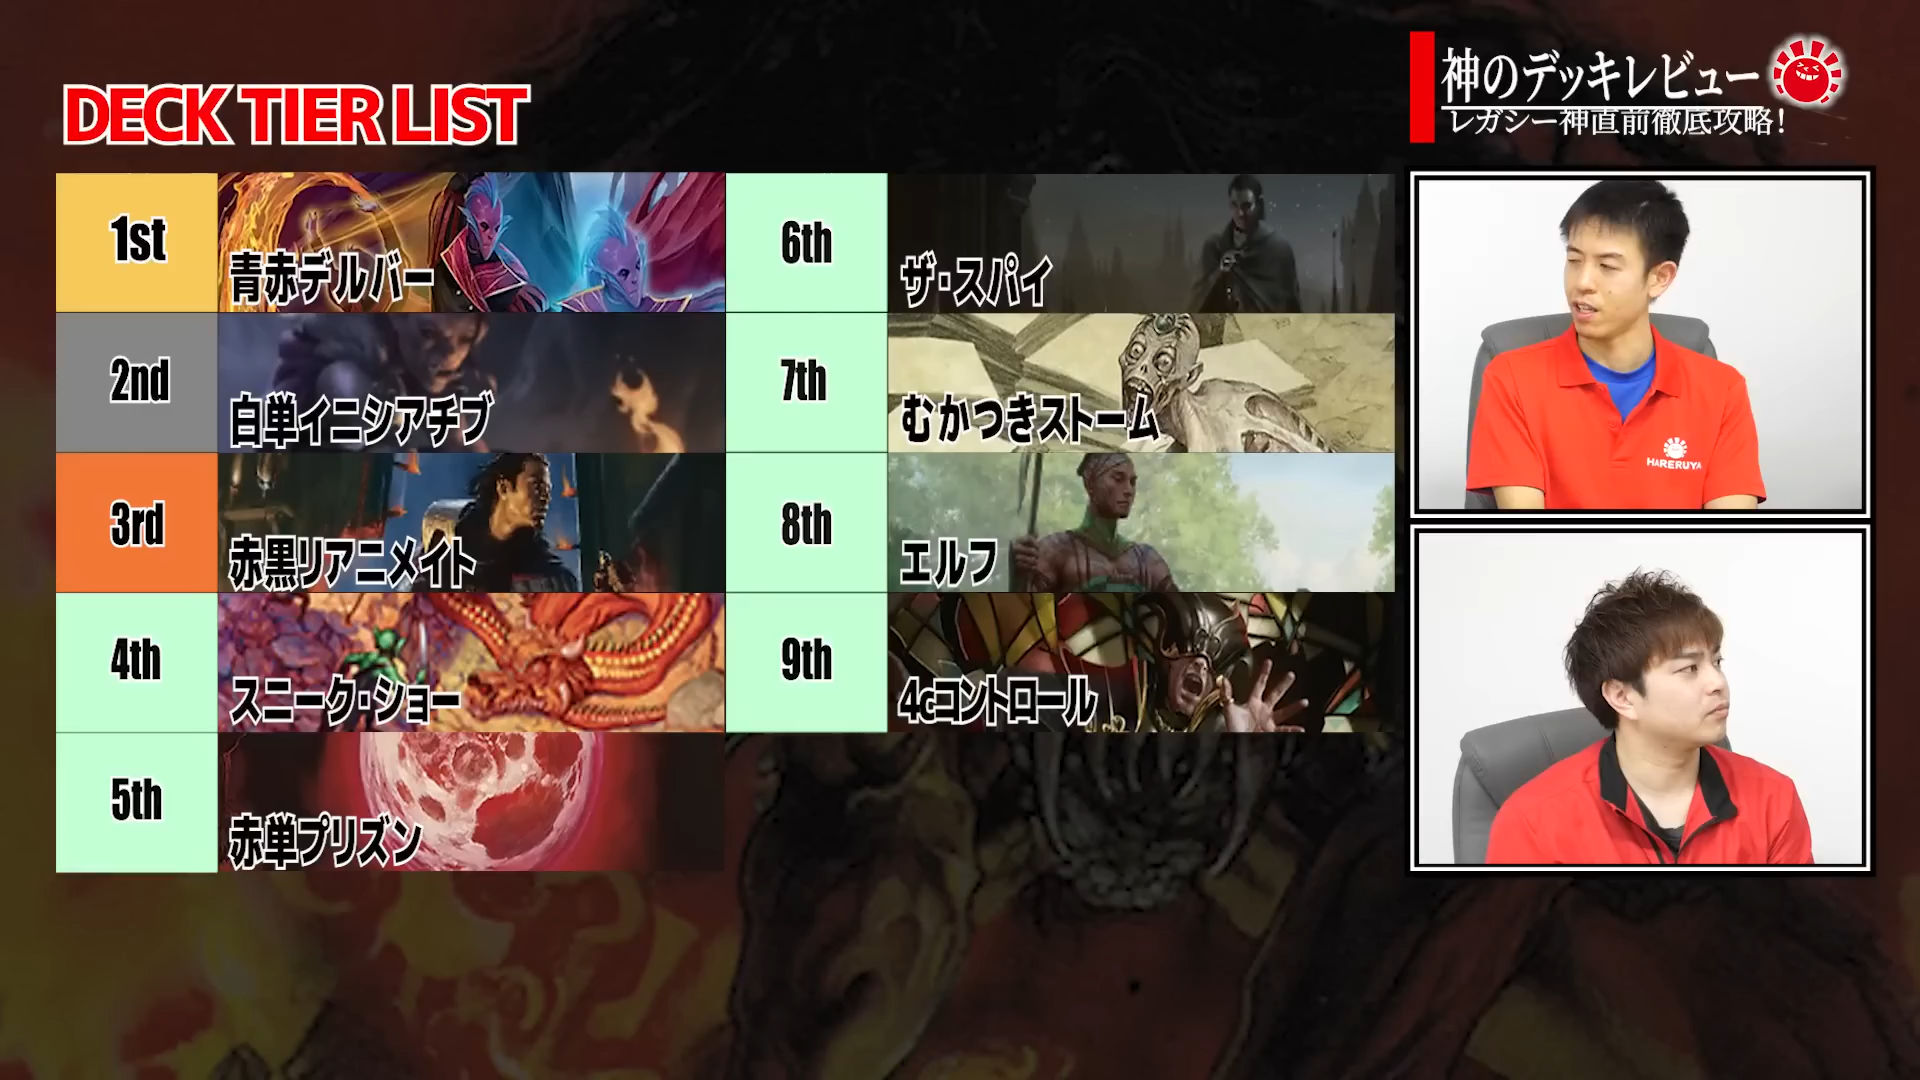 DECK TIER LIST
1st
青赤デルバー
2nd
白単イニシアチブ
3rd
赤黒リアニメイト
4th
スニーク・ショー
5th
赤単プリズン
6th
ザ・スパイ
7th
むかつきストーム
8th
エルフ
9th
4cコントロール
神のデッキレビュー
レガシー神直前徹底攻略!
HARERUYA